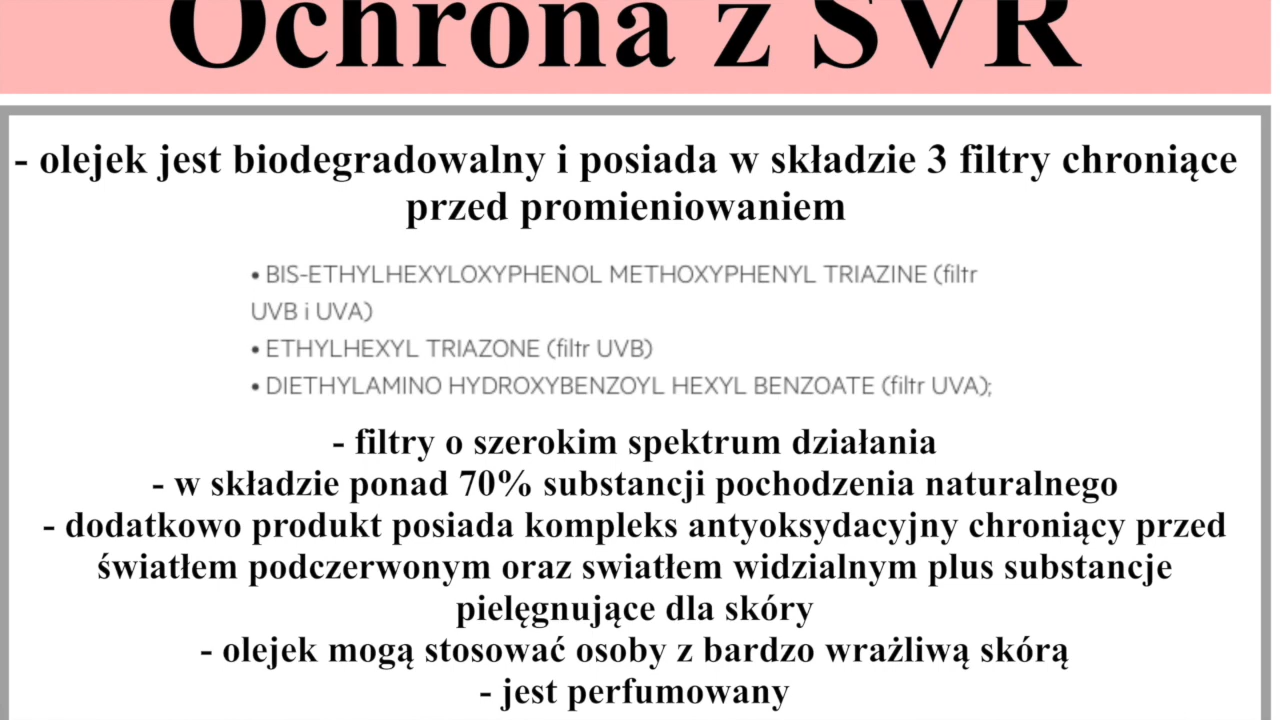 Ochrona z SVR
- olejek jest biodegradowalny i posiada w składzie 3 filtry chroniące
przed promieniowaniem
• BIS-ETHYLHEXYLOXYPHENOL METHOXYPHENYL TRIAZINE (filtr
UVB i UVA)
• ETHYLHEXYL TRIAZONE (filtr UVB)
• DIETHYLAMINO HYDROXYBENZOYL HEXYL BENZOATE (filtr UVA);
- filtry o szerokim spektrum działania
- w składzie ponad 70% substancji pochodzenia naturalnego
- dodatkowo produkt posiada kompleks antyoksydacyjny chroniący przed
światłem podczerwonym oraz swiatłem widzialnym plus substancje
pielęgnujące dla skóry
- olejek mogą stosować osoby z bardzo wrażliwą skórą
- jest perfumowany